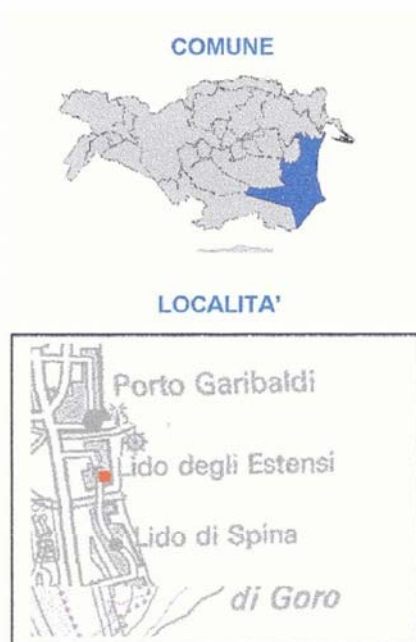 COMUNE
LOCALITA'
Porto Garibaldi
Lido degli Estensi
Lido di Spina
di Goro